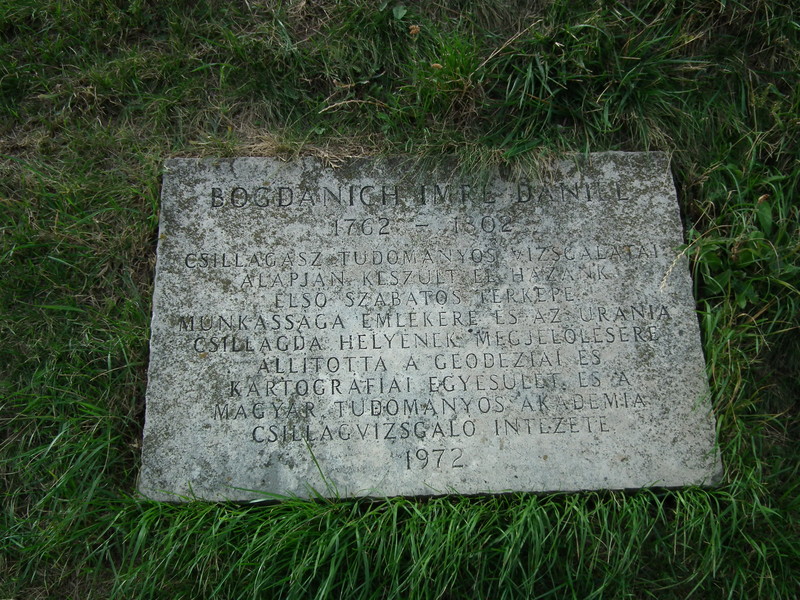 BOGDANICH IMRE DÁNIEL
1762 - 1802
CSILLAGÁSZ TUDOMÁNYOS VIZSGÁLATAI
ALAPJÁN KÉSZÜLT EL HAZÁNK
ELSŐ SZABATOS TÉRKÉPE
MUNKÁSSÁGA EMLÉKÉRE ÉS AZ URANIA
CSILLAGDA HELYÉNEK MEGJELÖLÉSÉRE
ÁLLÍTOTTA A GEODÉZIAI ÉS
KARTOGRÁFIAI EGYESÜLET ÉS A
MAGYAR TUDOMÁNYOS AKADÉMIA
CSILLAGVIZSGÁLÓ INTÉZETE
1972